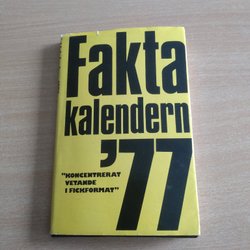 Fakta
kalendern
’77
”KONCENTRERAT
VETANDE
I FICKFORMAT”